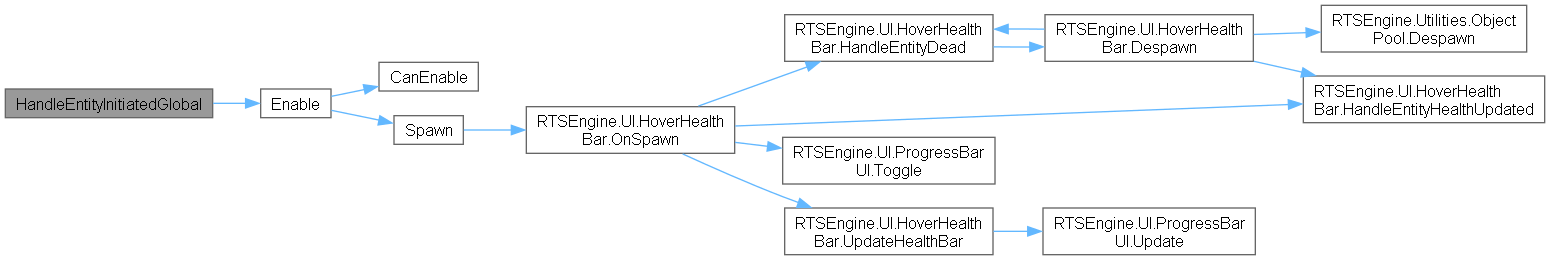 HandleEntityInitiatedGlobal
Enable
CanEnable
Spawn
RTSEngine.UI.HoverHealth
Bar.OnSpawn
RTSEngine.UI.HoverHealth
Bar.HandleEntityDead
RTSEngine.UI.HoverHealth
Bar.Despawn
RTSEngine.Utilities.Object
Pool.Despawn
RTSEngine.UI.HoverHealth
Bar.HandleEntityHealthUpdated
RTSEngine.UI.ProgressBar
UI.Toggle
RTSEngine.UI.HoverHealth
Bar.UpdateHealthBar
RTSEngine.UI.ProgressBar
UI.Update